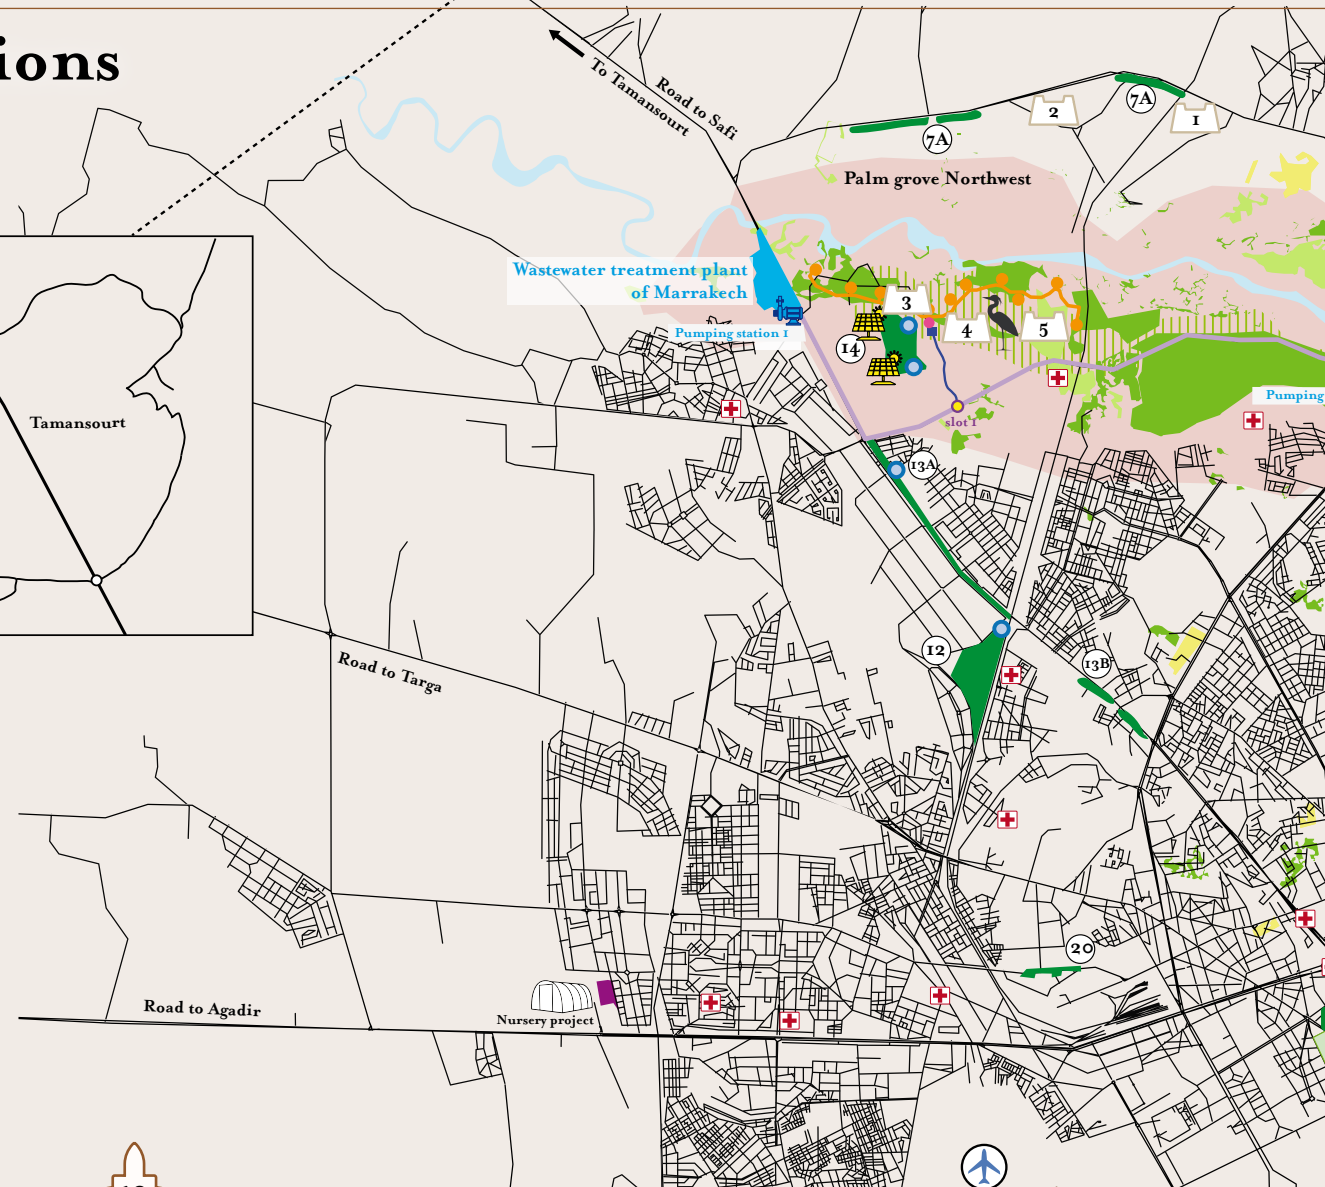 ions
To Tamansourt
Road to Safi
7A
2
1
7A
Palm grove Northwest
Wastewater treatment plant
of Marrakech
Pumping station 1
3
4
5
14
Pumping
slot 1
Tamansourt
13A
12
13B
Road to Targa
20
Road to Agadir
Nursery project